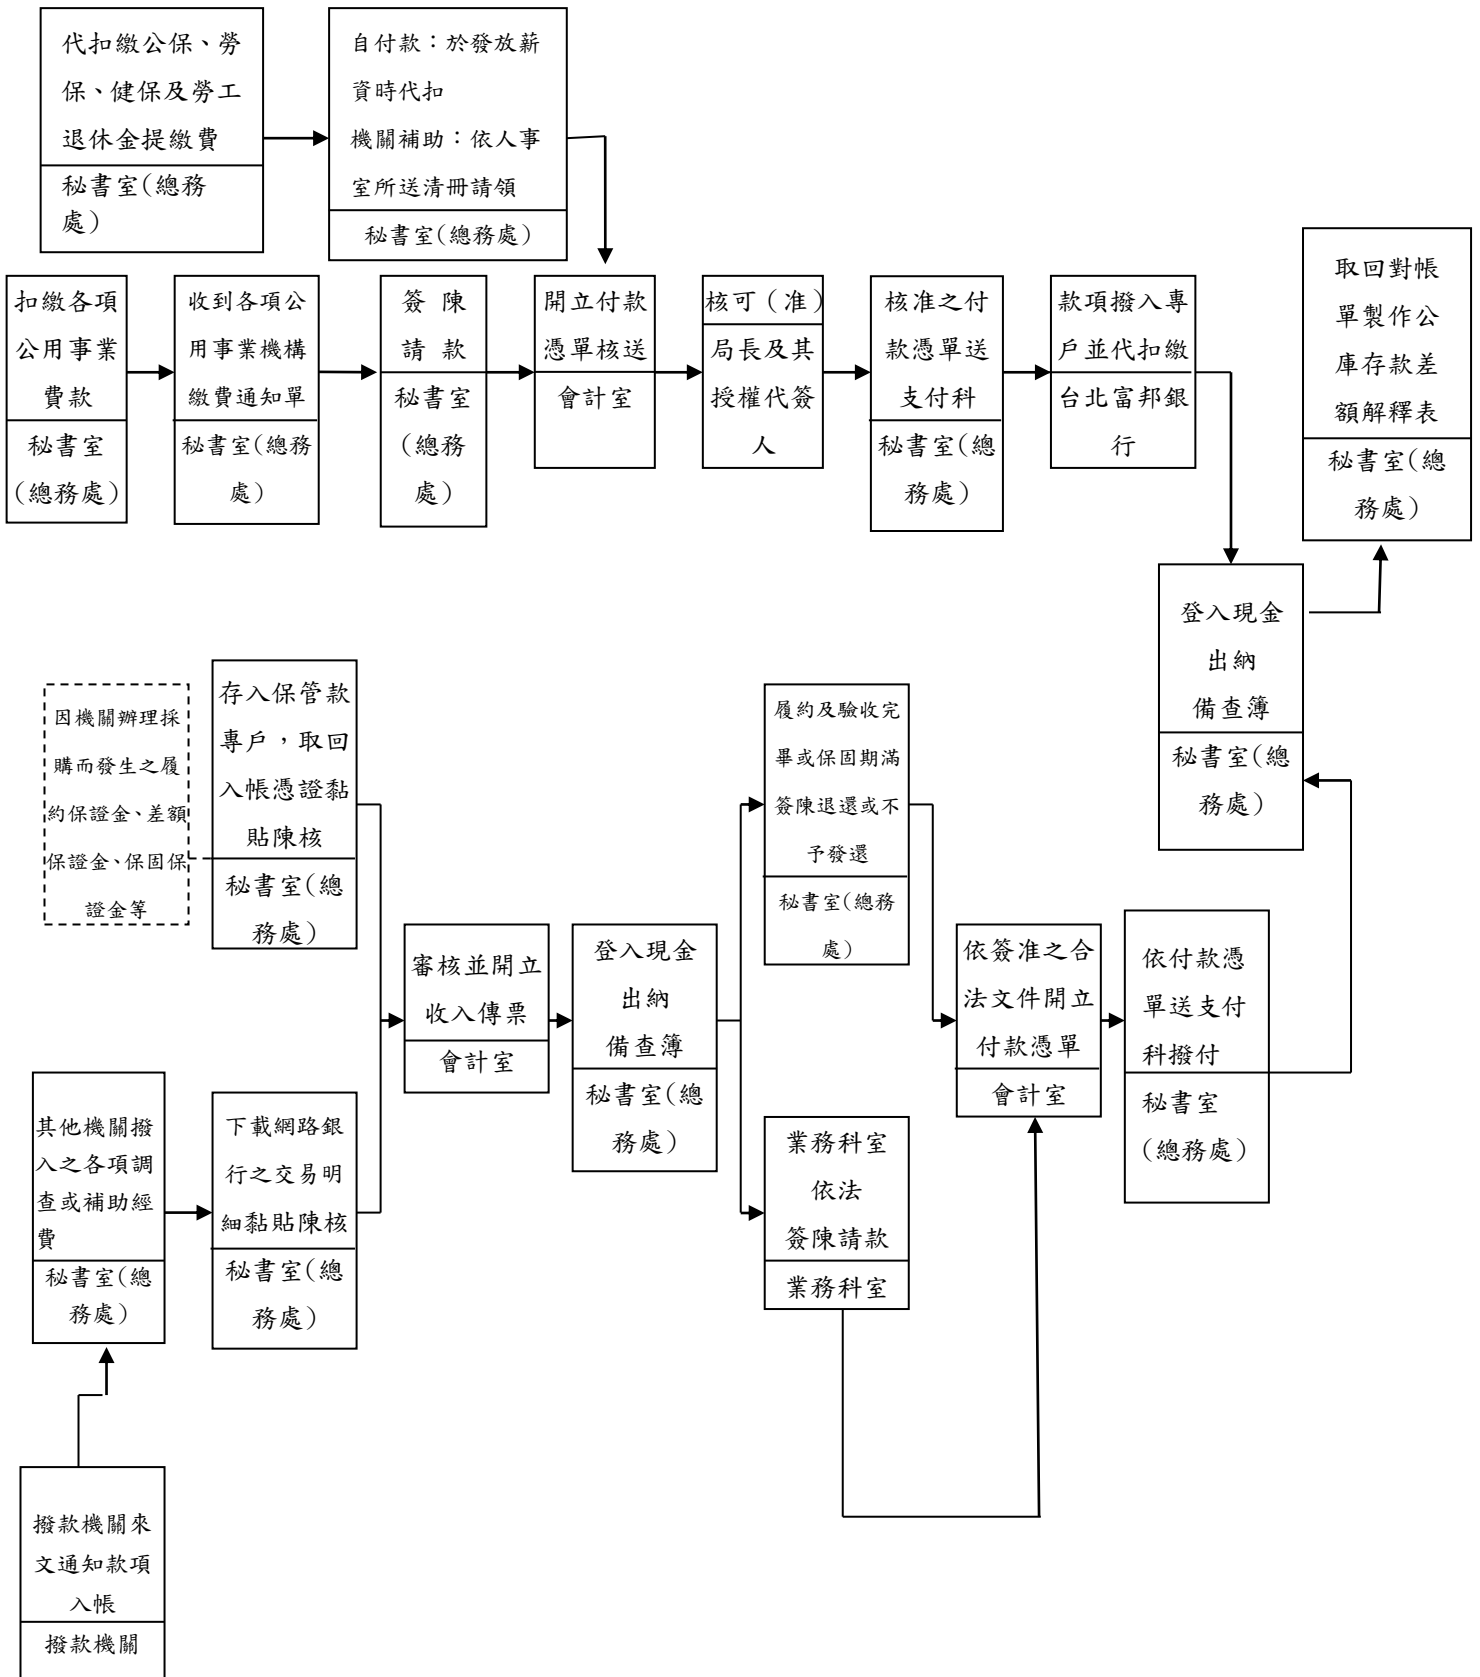 代扣繳公保、勞
保、健保及勞工
退休金提繳費
秘書室(總務
處)
自付款：於發放薪
資時代扣
機關補助：依人事
室所送清冊請領
秘書室(總務處)
扣繳各項
公用事業
費款
秘書室
(總務處)
收到各項公
用事業機構
繳費通知單
秘書室(總務
處)
簽 陳
請 款
秘書室
(總務
處)
開立付款
憑單核送
會計室
核可（准）
局長及其
授權代簽
人
核准之付
款憑單送
支付科
秘書室(總
務處)
款項撥入專
戶並代扣繳
台北富邦銀
行
取回對帳
單製作公
庫存款差
額解釋表
秘書室(總
務處)
登入現金
出納
備查簿
秘書室(總
務處)
因機關辦理採
購而發生之履
約保證金、差額
保證金、保固保
證金等
存入保管款
專戶，取回
入帳憑證黏
貼陳核
秘書室(總
務處)
審核並開立
收入傳票
會計室
登入現金
出納
備查簿
秘書室(總
務處)
履約及驗收完
畢或保固期滿
簽陳退還或不
予發還
秘書室(總務
處)
依簽准之合
法文件開立
付款憑單
會計室
依付款憑
單送支付
科撥付
秘書室
(總務處)
其他機關撥
入之各項調
查或補助經
費
秘書室(總
務處)
下載網路銀
行之交易明
細黏貼陳核
秘書室(總
務處)
業務科室
依法
簽陳請款
業務科室
撥款機關來
文通知款項
入帳
撥款機關